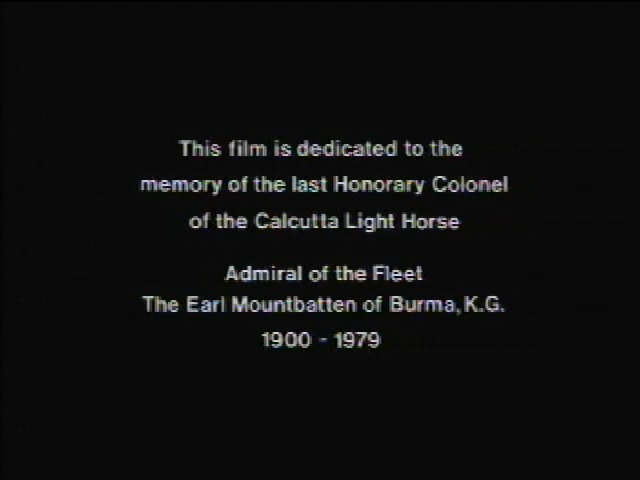 This film is dedicated to the
memory of the last Honorary Colonel
of the Calcutta Light Horse
Admiral of the Fleet
The Earl Mountbatten of Burma, K.G.
1900 - 1979